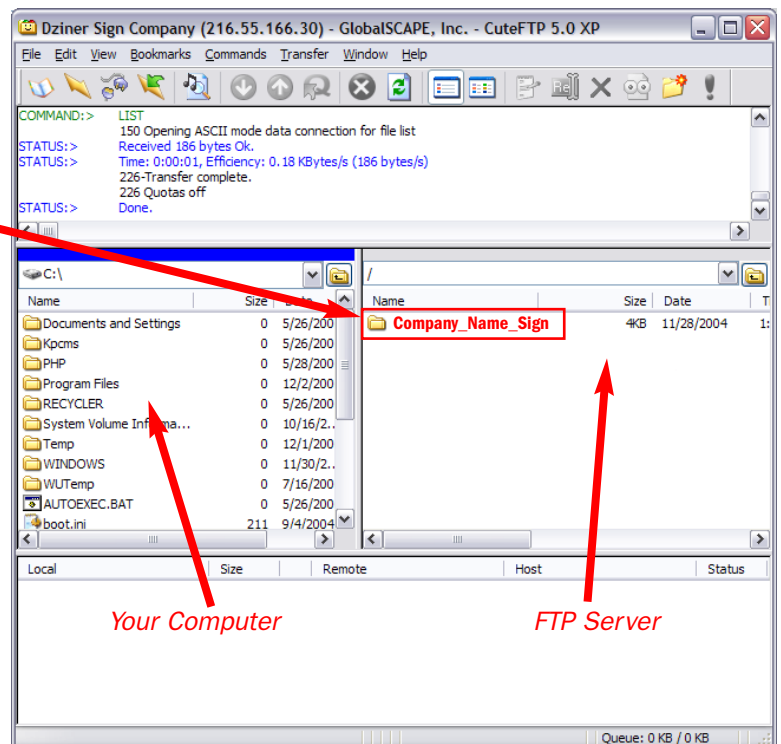 Dziner Sign Company (216.55.166.30) - GlobalSCAPE, Inc. - CuteFTP 5.0 XP
File Edit View Bookmarks Commands Transfer Window Help
COMMAND:> LIST
150 Opening ASCII mode data connection for file list
STATUS:> Received 186 bytes Ok.
STATUS:> Time: 0:00:01, Efficiency: 0.18 KBytes/s (186 bytes/s)
226-Transfer complete.
226 Quotas off
STATUS:> Done.
C:\ /
Name Size Name Size Date T
Documents and Settings 0 5/26/200 Company_Name_Sign 4KB 11/28/2004 1:
Kpcms 0 5/26/200
PHP 0 5/28/200
Program Files 0 12/2/200
RECYCLER 0 5/26/200
System Volume 0 10/16/2..
Temp 0 12/1/200
WINDOWS 0 11/30/2..
WUTemp 0 7/16/200
AUTOEXEC.BAT 0 5/26/200
boot.ini 211 9/4/2004
Local Size Remote Host Status
Your Computer FTP Server
Queue: 0 KB / 0 KB